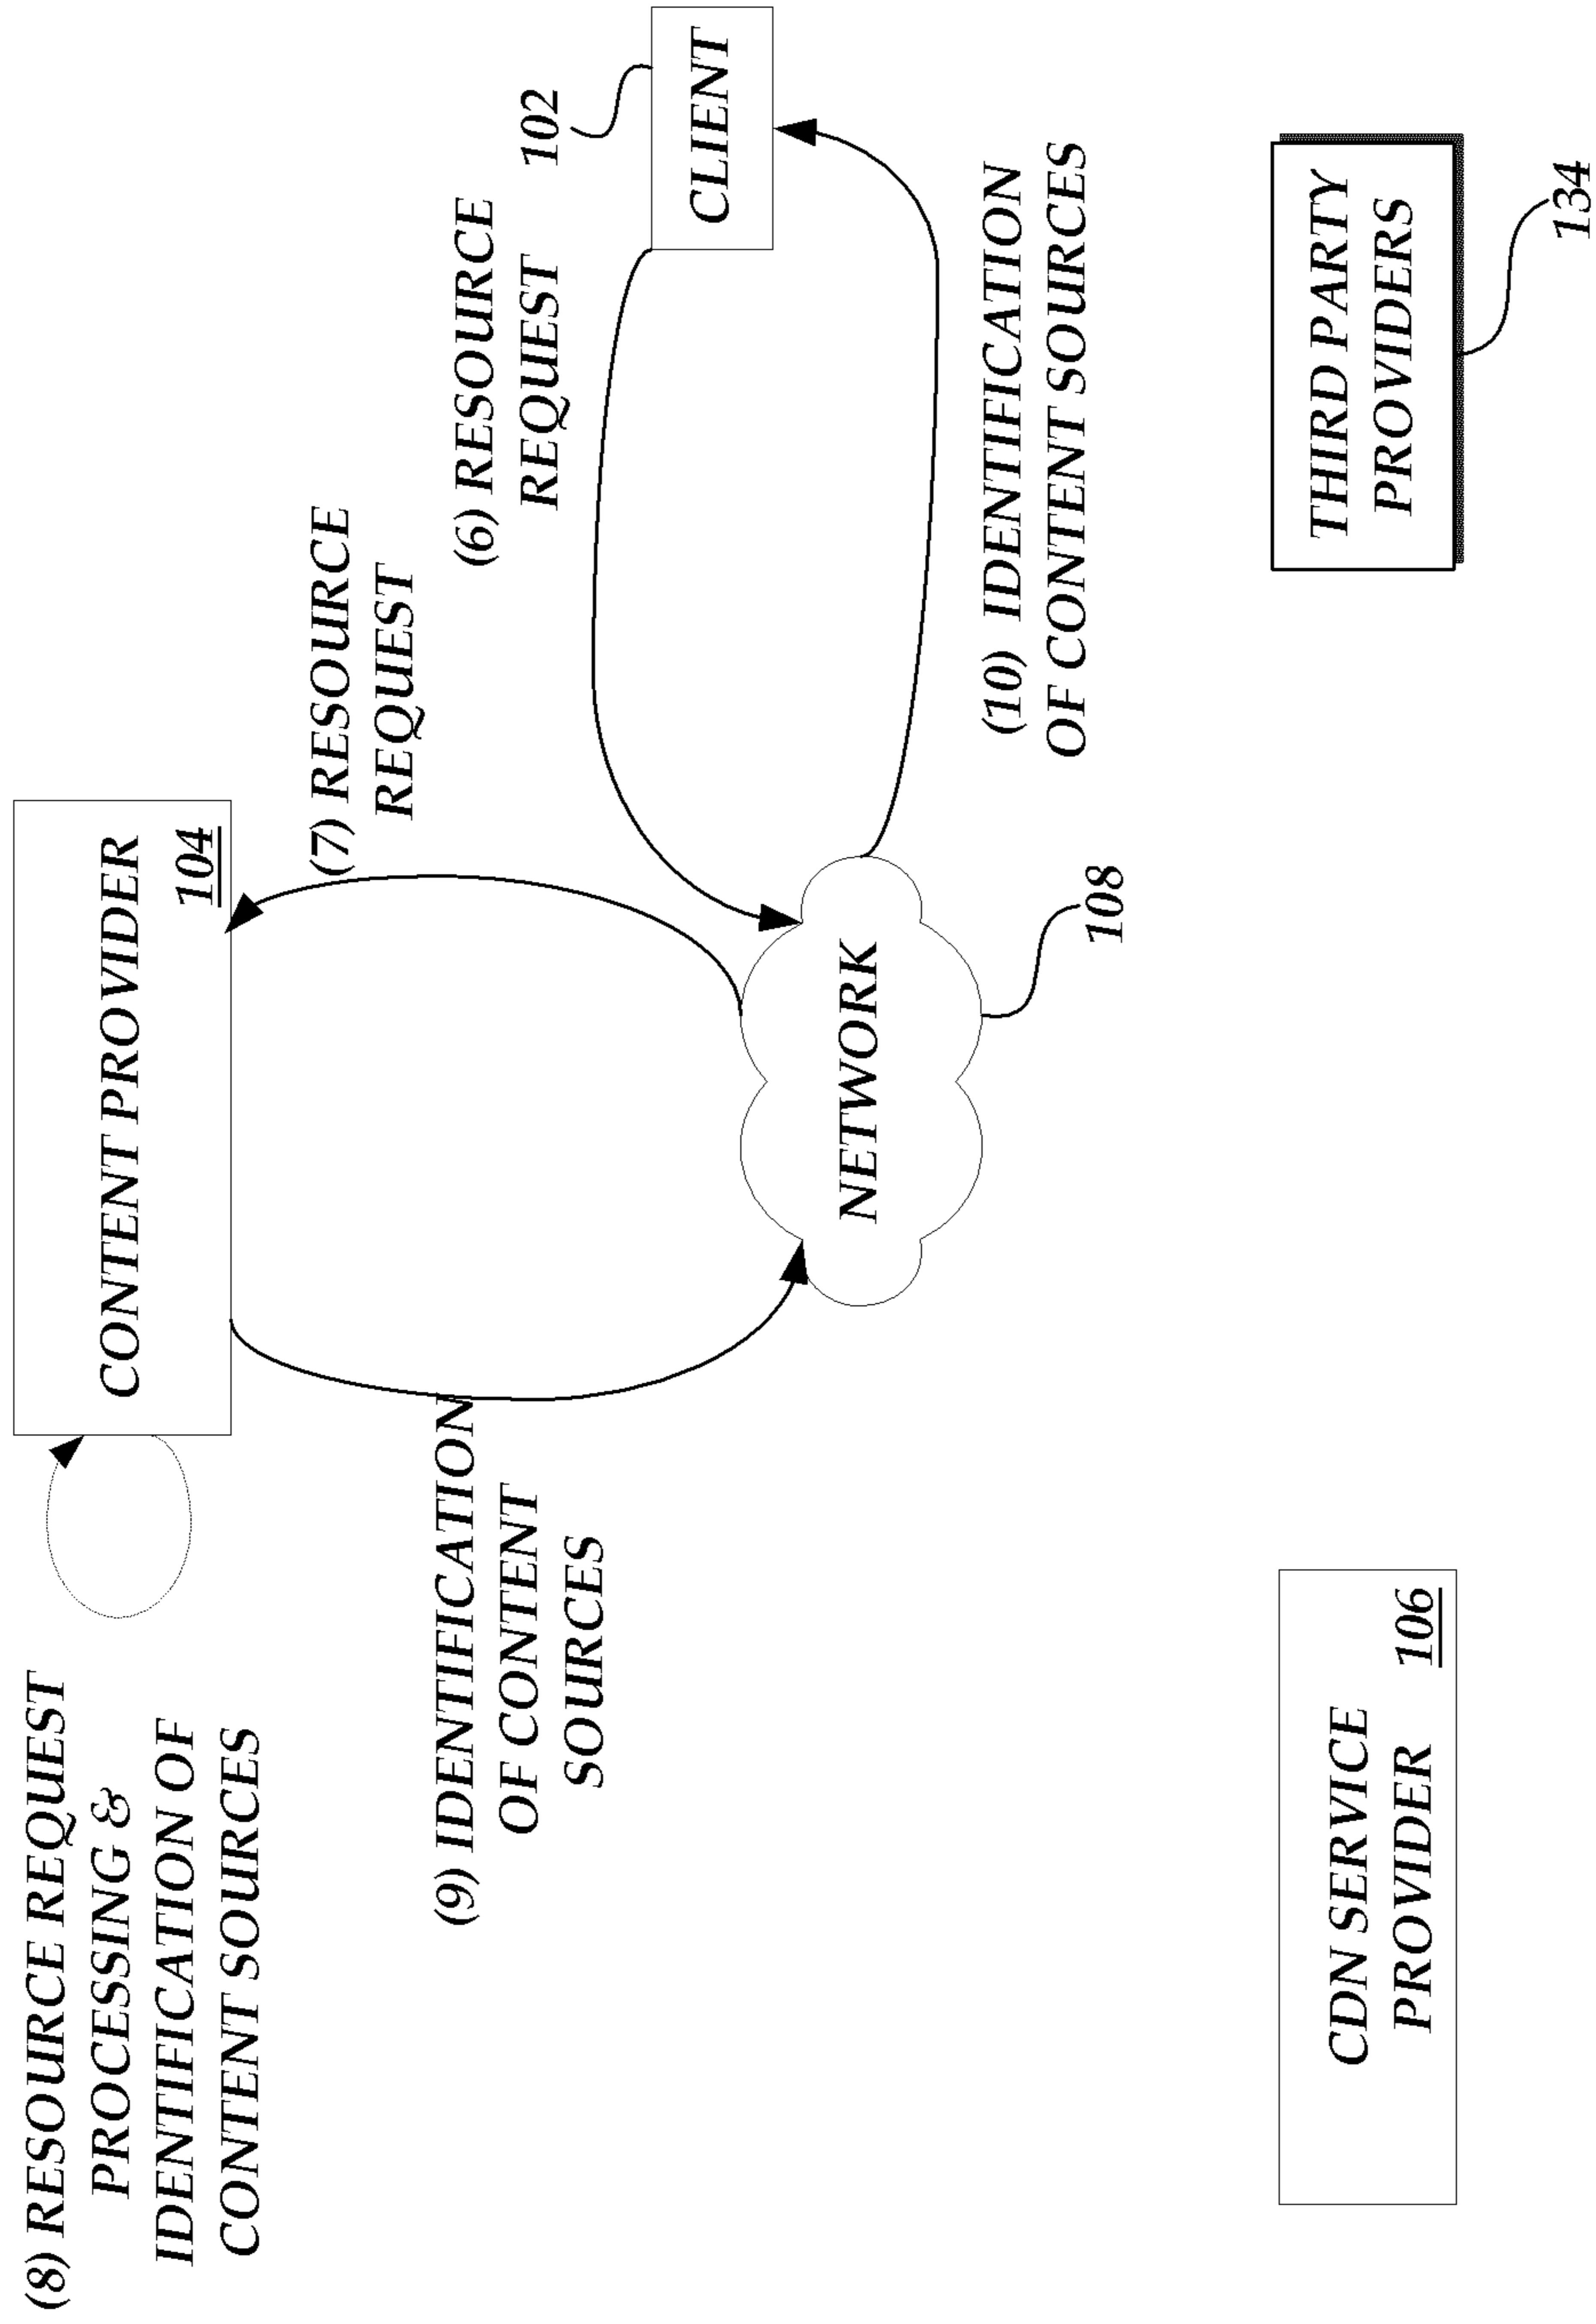 (8) RESOURCE REQUEST
PROCESSING &
IDENTIFICATION OF
CONTENT SOURCES
CONTENT PROVIDER
104
(7) RESOURCE
REQUEST
(6) RESOURCE
REQUEST
102
CLIENT
(9) IDENTIFICATION
OF CONTENT
SOURCES
NETWORK
108
(10) IDENTIFICATION
OF CONTENT SOURCES
CDN SERVICE
PROVIDER
106
THIRD PARTY
PROVIDERS
134